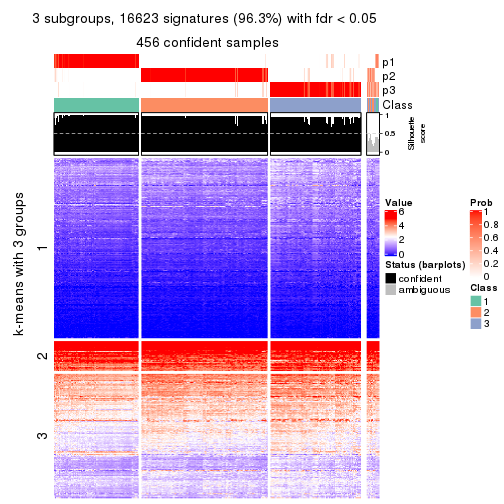 3 subgroups, 16623 signatures (96.3%) with fdr < 0.05
456 confident samples
p1
p2
p3
Class
1
0.5
0
Silhouette
score
k-means with 3 groups
1
2
3
Value
6
4
2
0
Status (barplots)
confident
ambiguous
Prob
1
0.8
0.6
0.4
0.2
0
Class
1
2
3